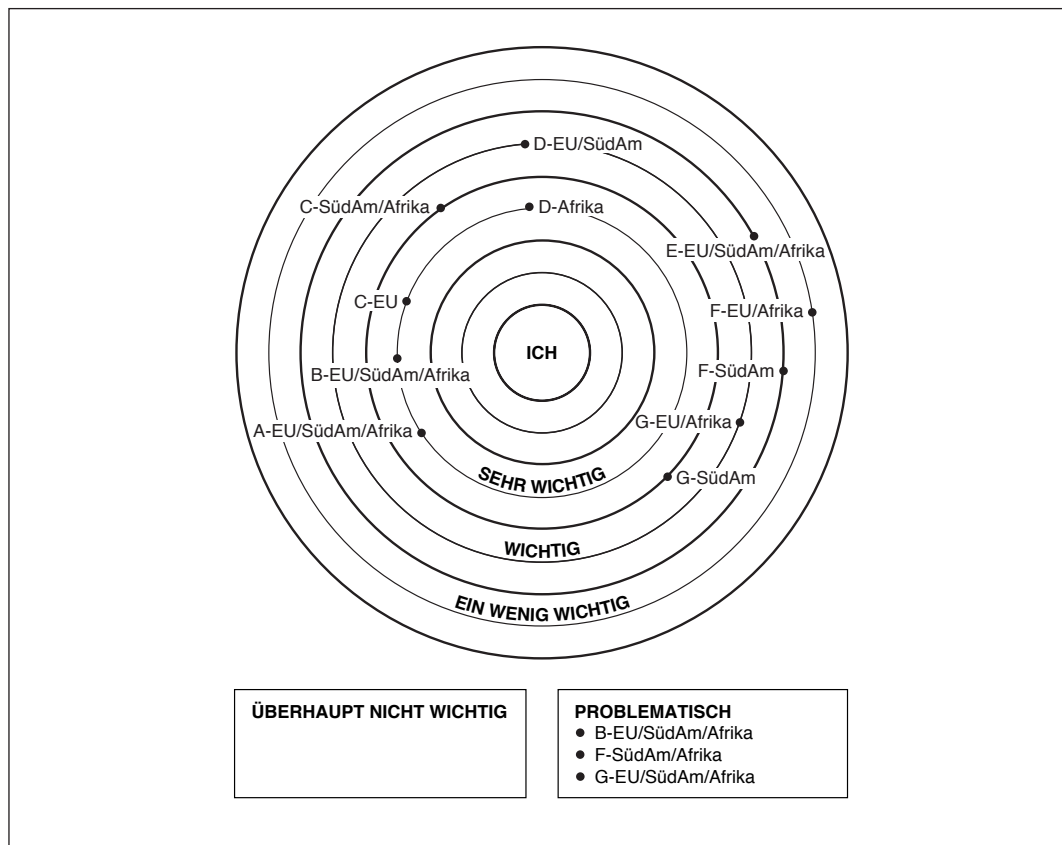 D-EU/SüdAm
C-SüdAm/Afrika
D-Afrika
E-EU/SüdAm/Afrika
C-EU
F-EU/Afrika
ICH
B-EU/SüdAm/Afrika
F-SüdAm
A-EU/SüdAm/Afrika
G-EU/Afrika
SEHR WICHTIG
G-SüdAm
WICHTIG
EIN WENIG WICHTIG
ÜBERHAUPT NICHT WICHTIG
PROBLEMATISCH
● B-EU/SüdAm/Afrika
● F-SüdAm/Afrika
● G-EU/SüdAm/Afrika